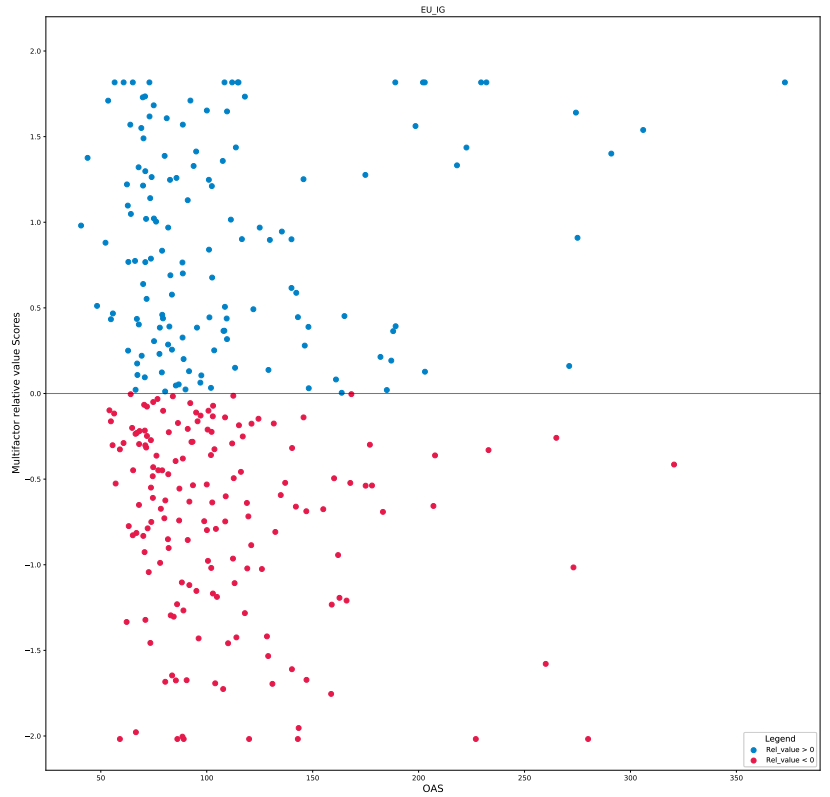 EU_IG
2.0
1.5
1.0
0.5
0.0
−0.5
−1.0
−1.5
−2.0
Multifactor relative value Scores
50 100 150 200 250 300 350
OAS
Legend
Rel_value > 0
Rel_value < 0